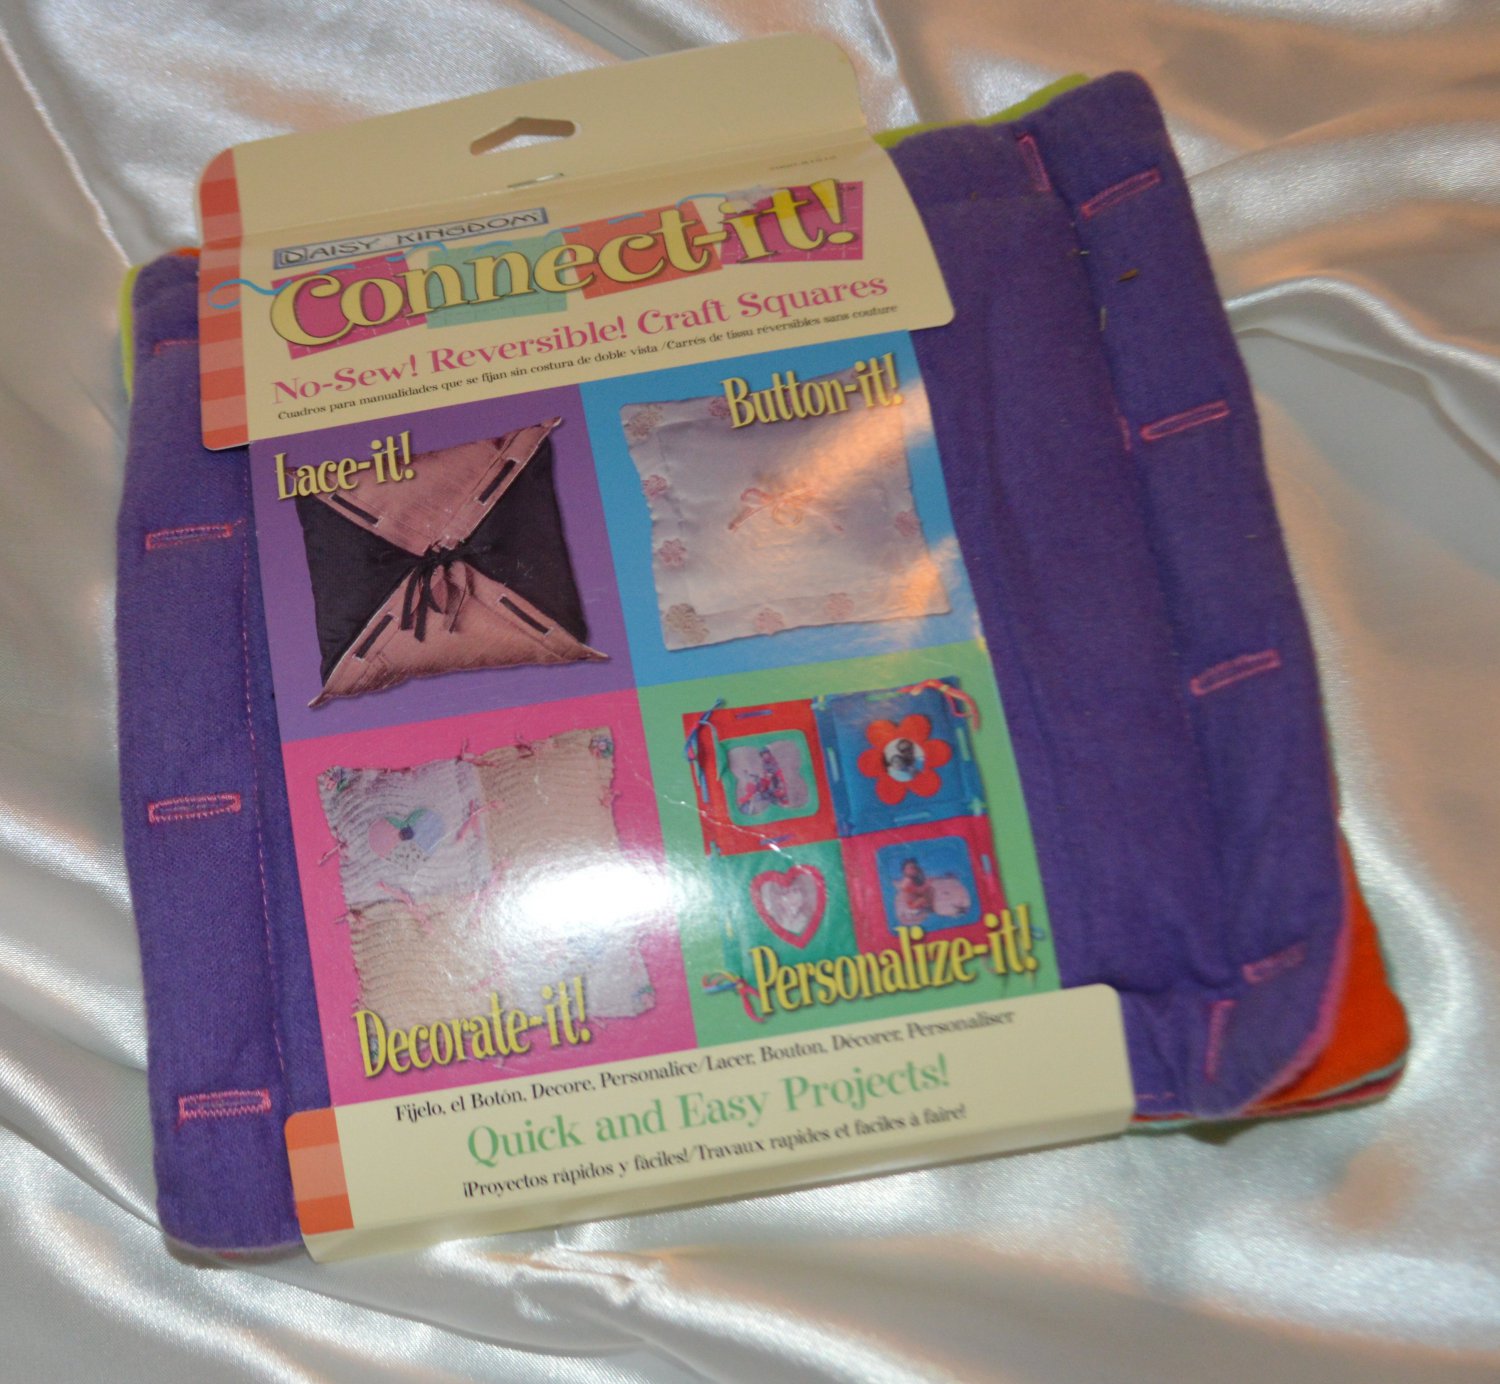 DAISY KINGDOM
Connect-it!
No-Sew! Reversible! Craft Squares
Cuadros para manualidades que se fijan sin costura de doble vista / Carrés de tissu réversibles sans couture
Lace-it!
Button-it!
Decorate-it!
Personalize-it!
Fíjelo, el Botón, Decore, Personalice/Lacer, Bouton, Décorer, Personaliser
Quick and Easy Projects!
¡Proyectos rápidos y fáciles!/Travaux rapides et faciles à faire!